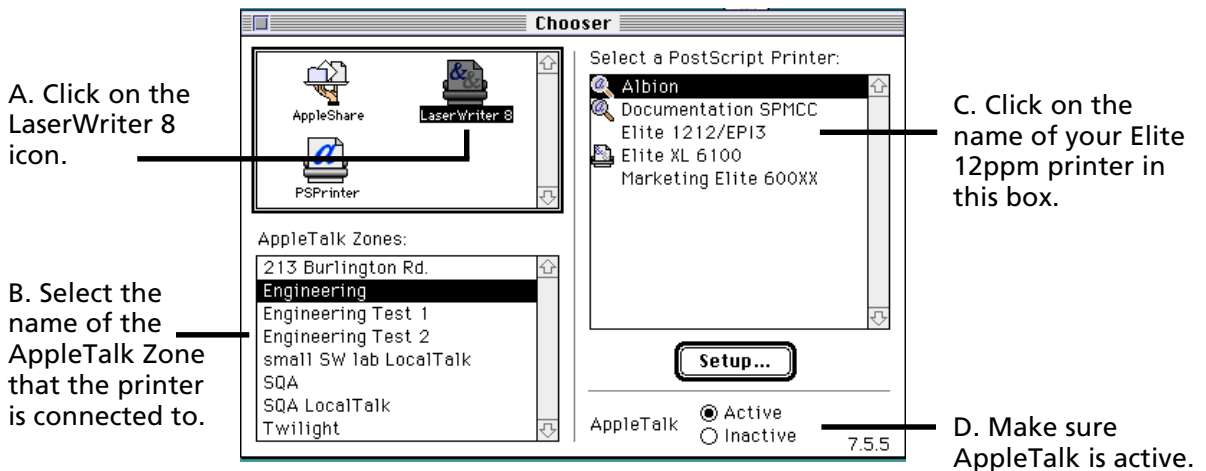 Chooser
A. Click on the
LaserWriter 8
icon.
AppleShare
LaserWriter 8
PSPrinter
AppleTalk Zones:
213 Burlington Rd.
Engineering
Engineering Test 1
Engineering Test 2
small SW lab LocalTalk
SQA
SQA LocalTalk
Twilight
B. Select the
name of the
AppleTalk Zone
that the printer
is connected to.
Select a PostScript Printer:
Albion
Documentation SPMCC
Elite 1212/EPI3
Elite XL 6100
Marketing Elite 600XX
Setup...
AppleTalk
Active
Inactive
7.5.5
C. Click on the
name of your Elite
12ppm printer in
this box.
D. Make sure
AppleTalk is active.